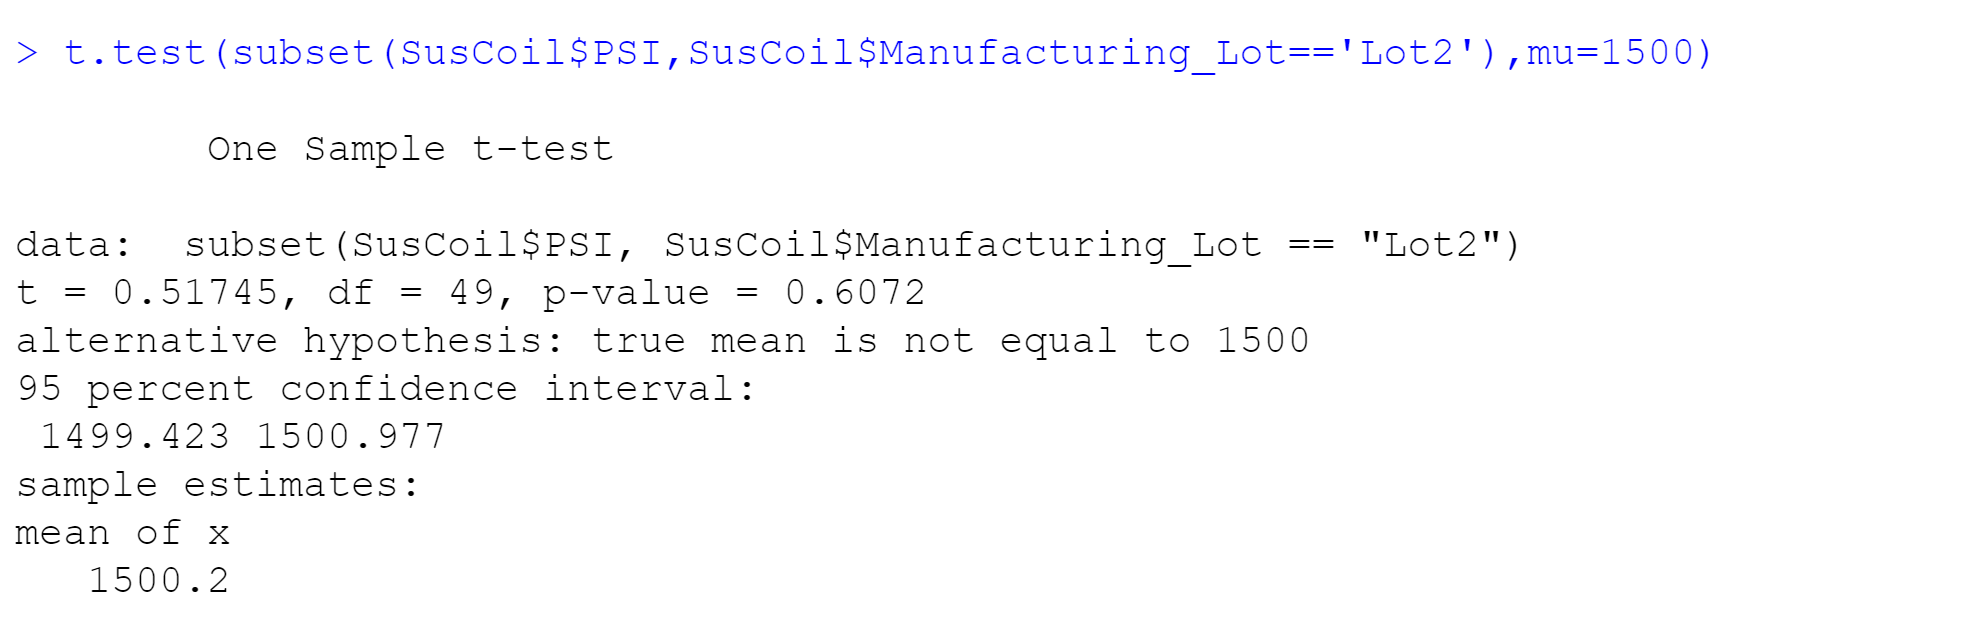 > t.test(subset(SusCoil$PSI,SusCoil$Manufacturing_Lot=='Lot2'),mu=1500)
One Sample t-test
data:  subset(SusCoil$PSI, SusCoil$Manufacturing_Lot == "Lot2")
t = 0.51745, df = 49, p-value = 0.6072
alternative hypothesis: true mean is not equal to 1500
95 percent confidence interval:
1499.423 1500.977
sample estimates:
mean of x
1500.2